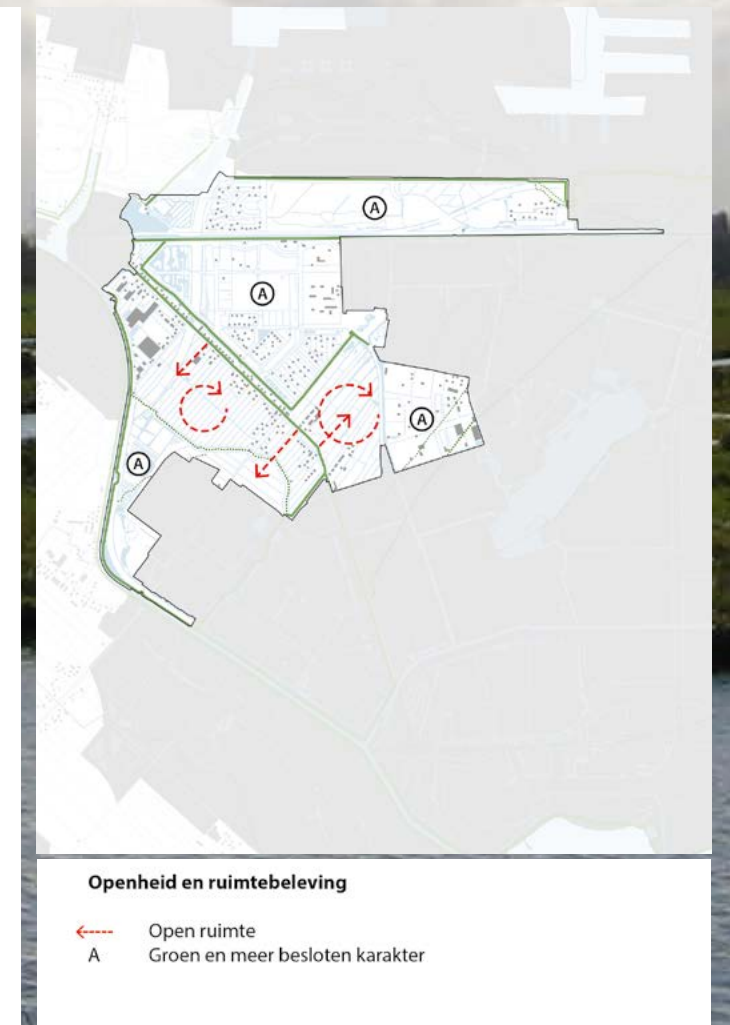 A
A
A
A
Openheid en ruimtebeleving
Open ruimte
A Groen en meer besloten karakter